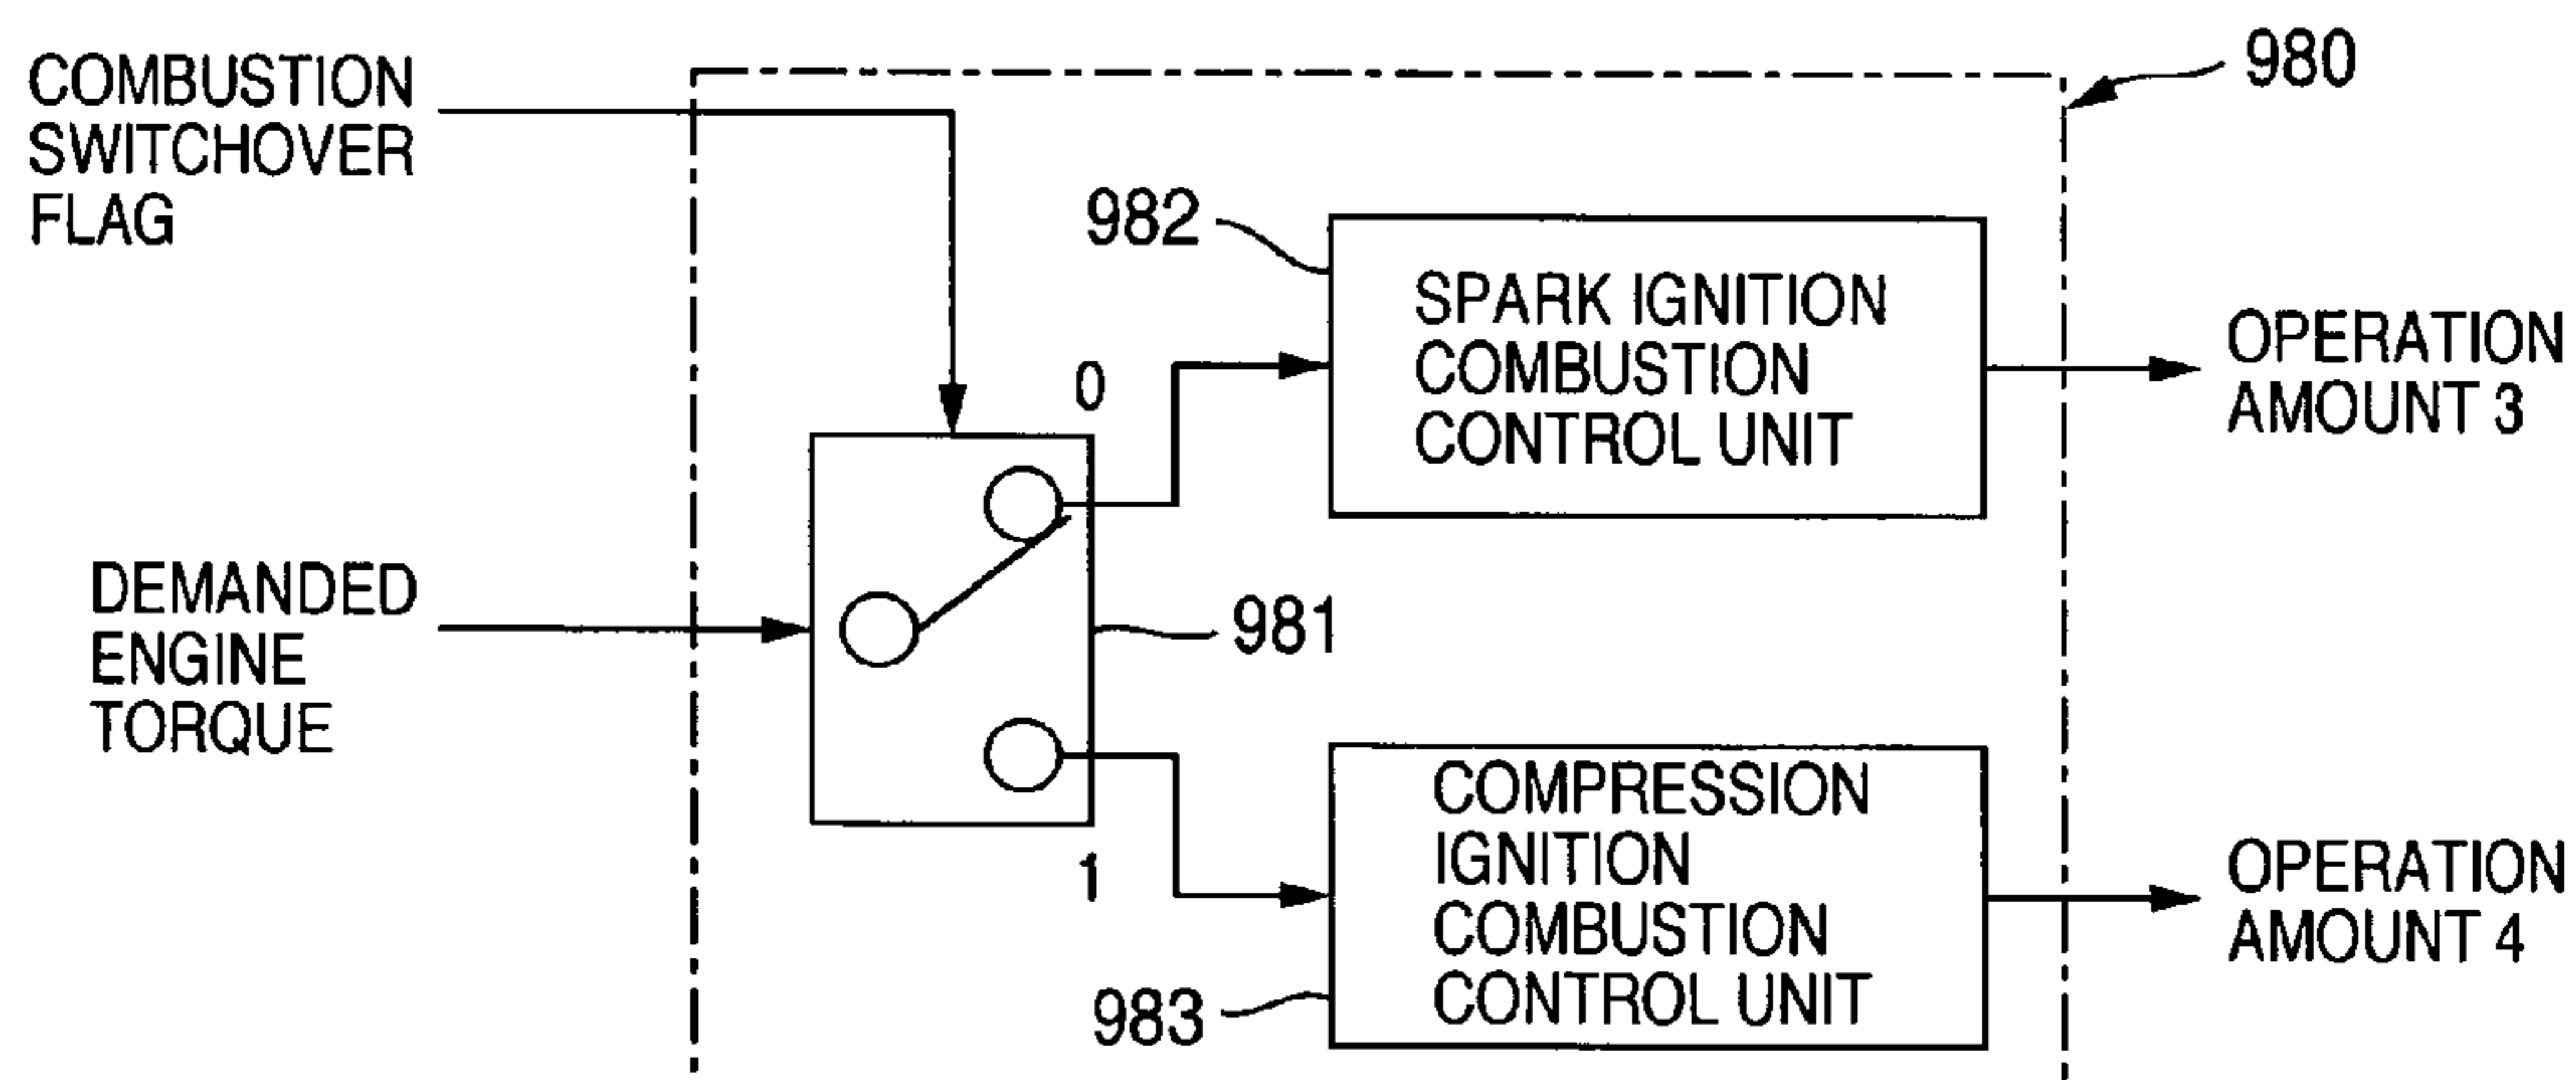 COMBUSTION
SWITCHOVER
FLAG
980
982
SPARK IGNITION
COMBUSTION
CONTROL UNIT
0
OPERATION
AMOUNT 3
DEMANDED
ENGINE
TORQUE
981
1
COMPRESSION
IGNITION
COMBUSTION
CONTROL UNIT
983
OPERATION
AMOUNT 4